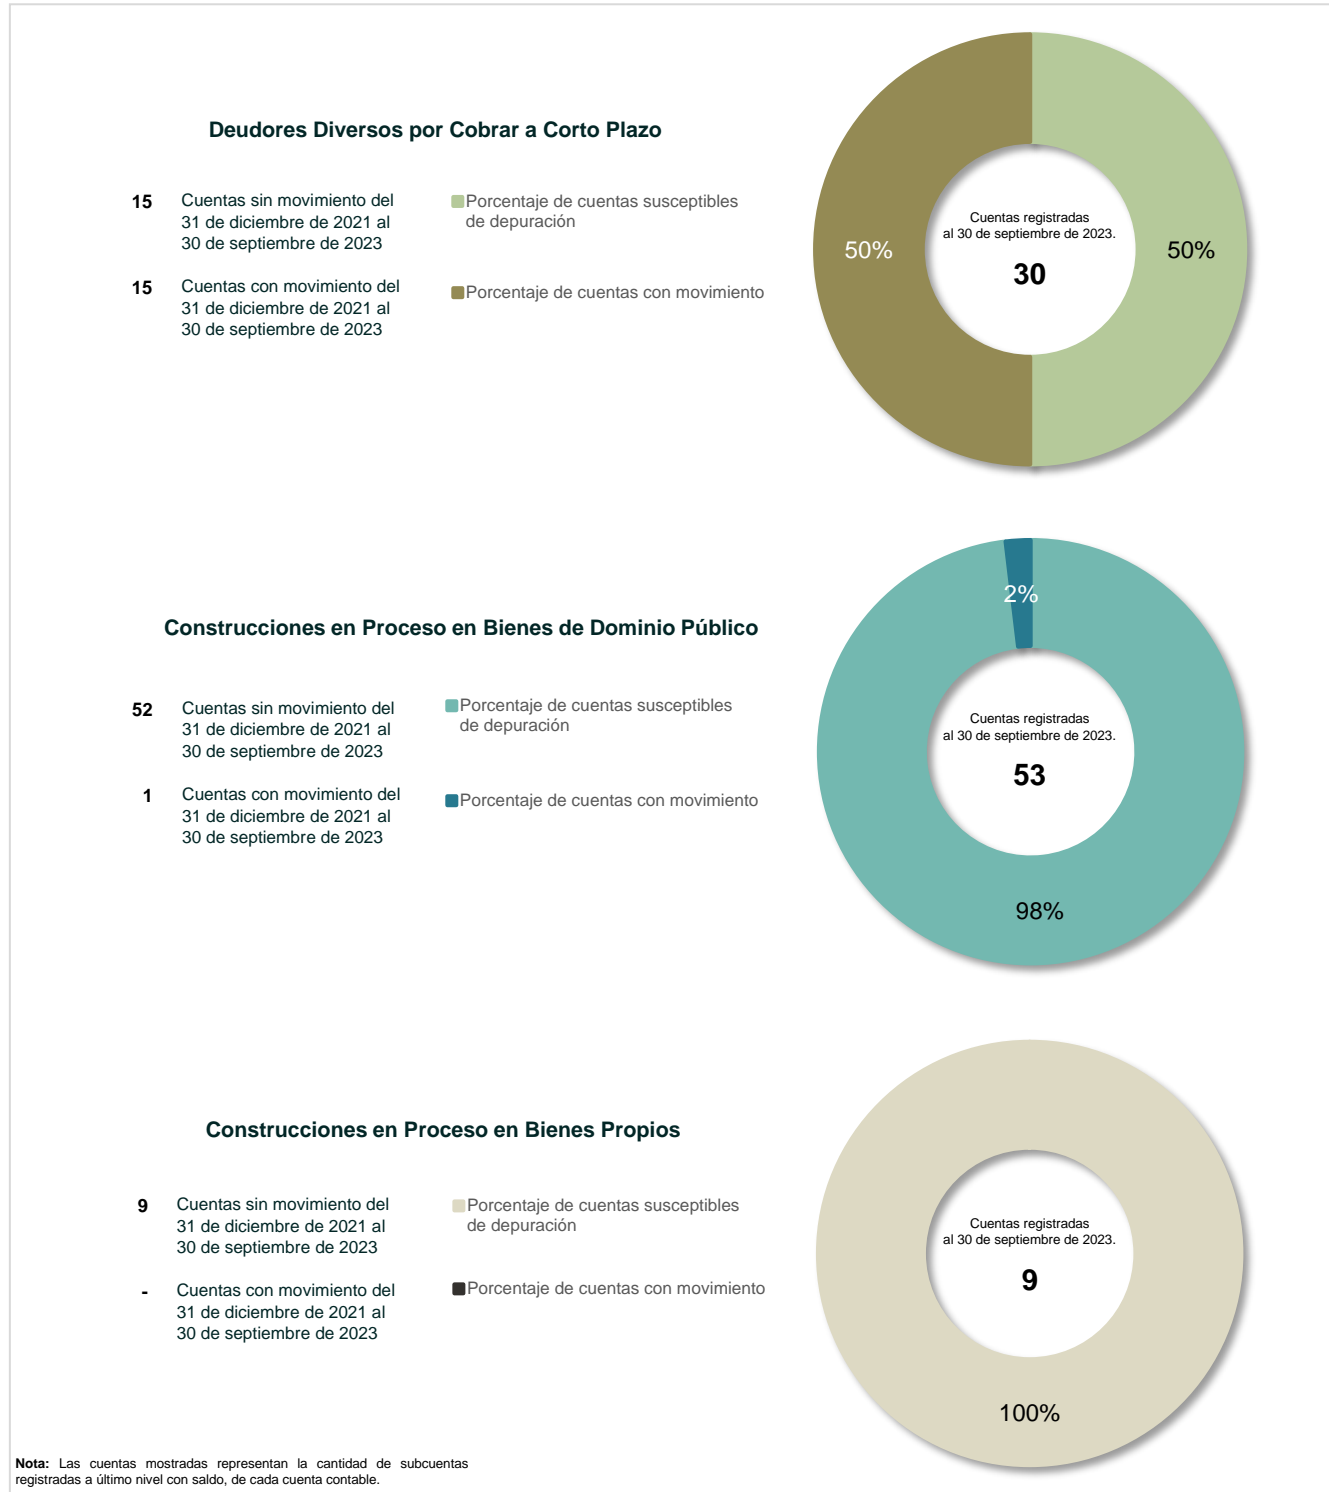 Deudores Diversos por Cobrar a Corto Plazo
15 Cuentas sin movimiento del
31 de diciembre de 2021 al
30 de septiembre de 2023
15 Cuentas con movimiento del
31 de diciembre de 2021 al
30 de septiembre de 2023
Porcentaje de cuentas susceptibles
de depuración
Porcentaje de cuentas con movimiento
50%
Cuentas registradas
al 30 de septiembre de 2023.
30
50%
Construcciones en Proceso en Bienes de Dominio Público
52 Cuentas sin movimiento del
31 de diciembre de 2021 al
30 de septiembre de 2023
1 Cuentas con movimiento del
31 de diciembre de 2021 al
30 de septiembre de 2023
Porcentaje de cuentas susceptibles
de depuración
Porcentaje de cuentas con movimiento
2%
Cuentas registradas
al 30 de septiembre de 2023.
53
98%
Construcciones en Proceso en Bienes Propios
9 Cuentas sin movimiento del
31 de diciembre de 2021 al
30 de septiembre de 2023
- Cuentas con movimiento del
31 de diciembre de 2021 al
30 de septiembre de 2023
Porcentaje de cuentas susceptibles
de depuración
Porcentaje de cuentas con movimiento
Cuentas registradas
al 30 de septiembre de 2023.
9
100%
Nota: Las cuentas mostradas representan la cantidad de subcuentas
registradas a último nivel con saldo, de cada cuenta contable.